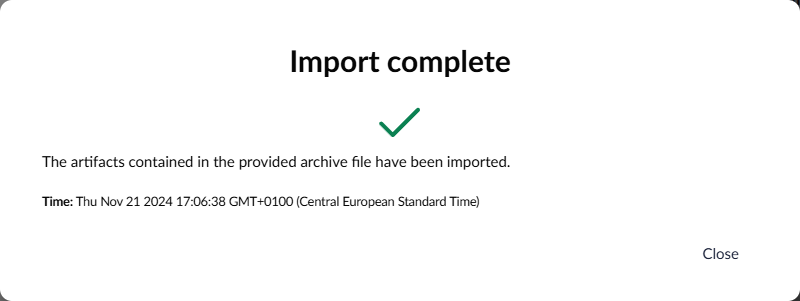 Import complete
The artifacts contained in the provided archive file have been imported.
Time: Thu Nov 21 2024 17:06:38 GMT+0100 (Central European Standard Time)
Close